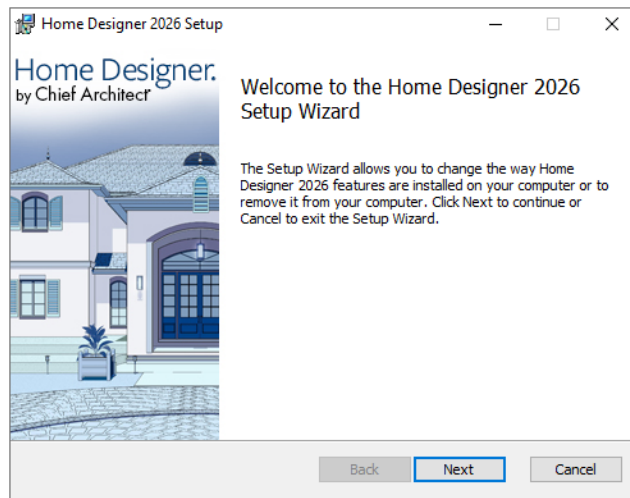 Home Designer 2026 Setup
Home Designer.
by Chief Architect
Welcome to the Home Designer 2026
Setup Wizard
The Setup Wizard allows you to change the way Home
Designer 2026 features are installed on your computer or to
remove it from your computer. Click Next to continue or
Cancel to exit the Setup Wizard.
Back Next Cancel